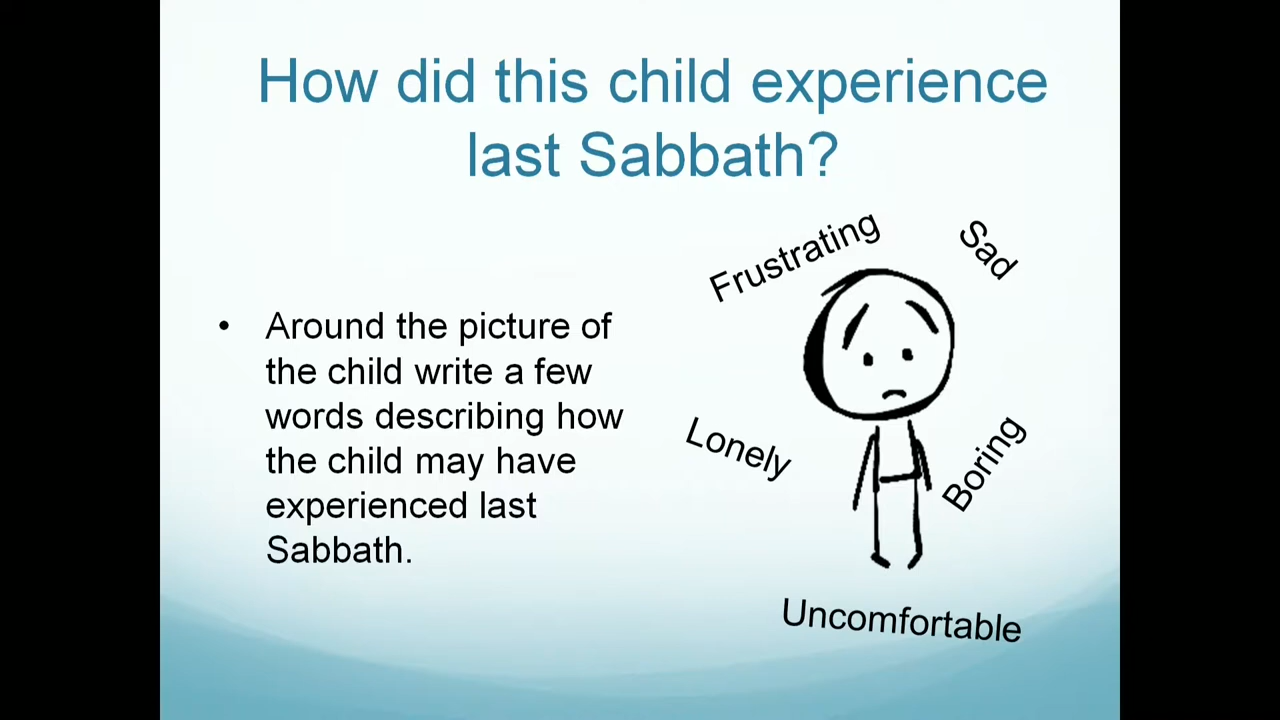 How did this child experience
last Sabbath?
Frustrating
Sad
• Around the picture of
the child write a few
words describing how
the child may have
experienced last
Sabbath.
Lonely
Boring
Uncomfortable